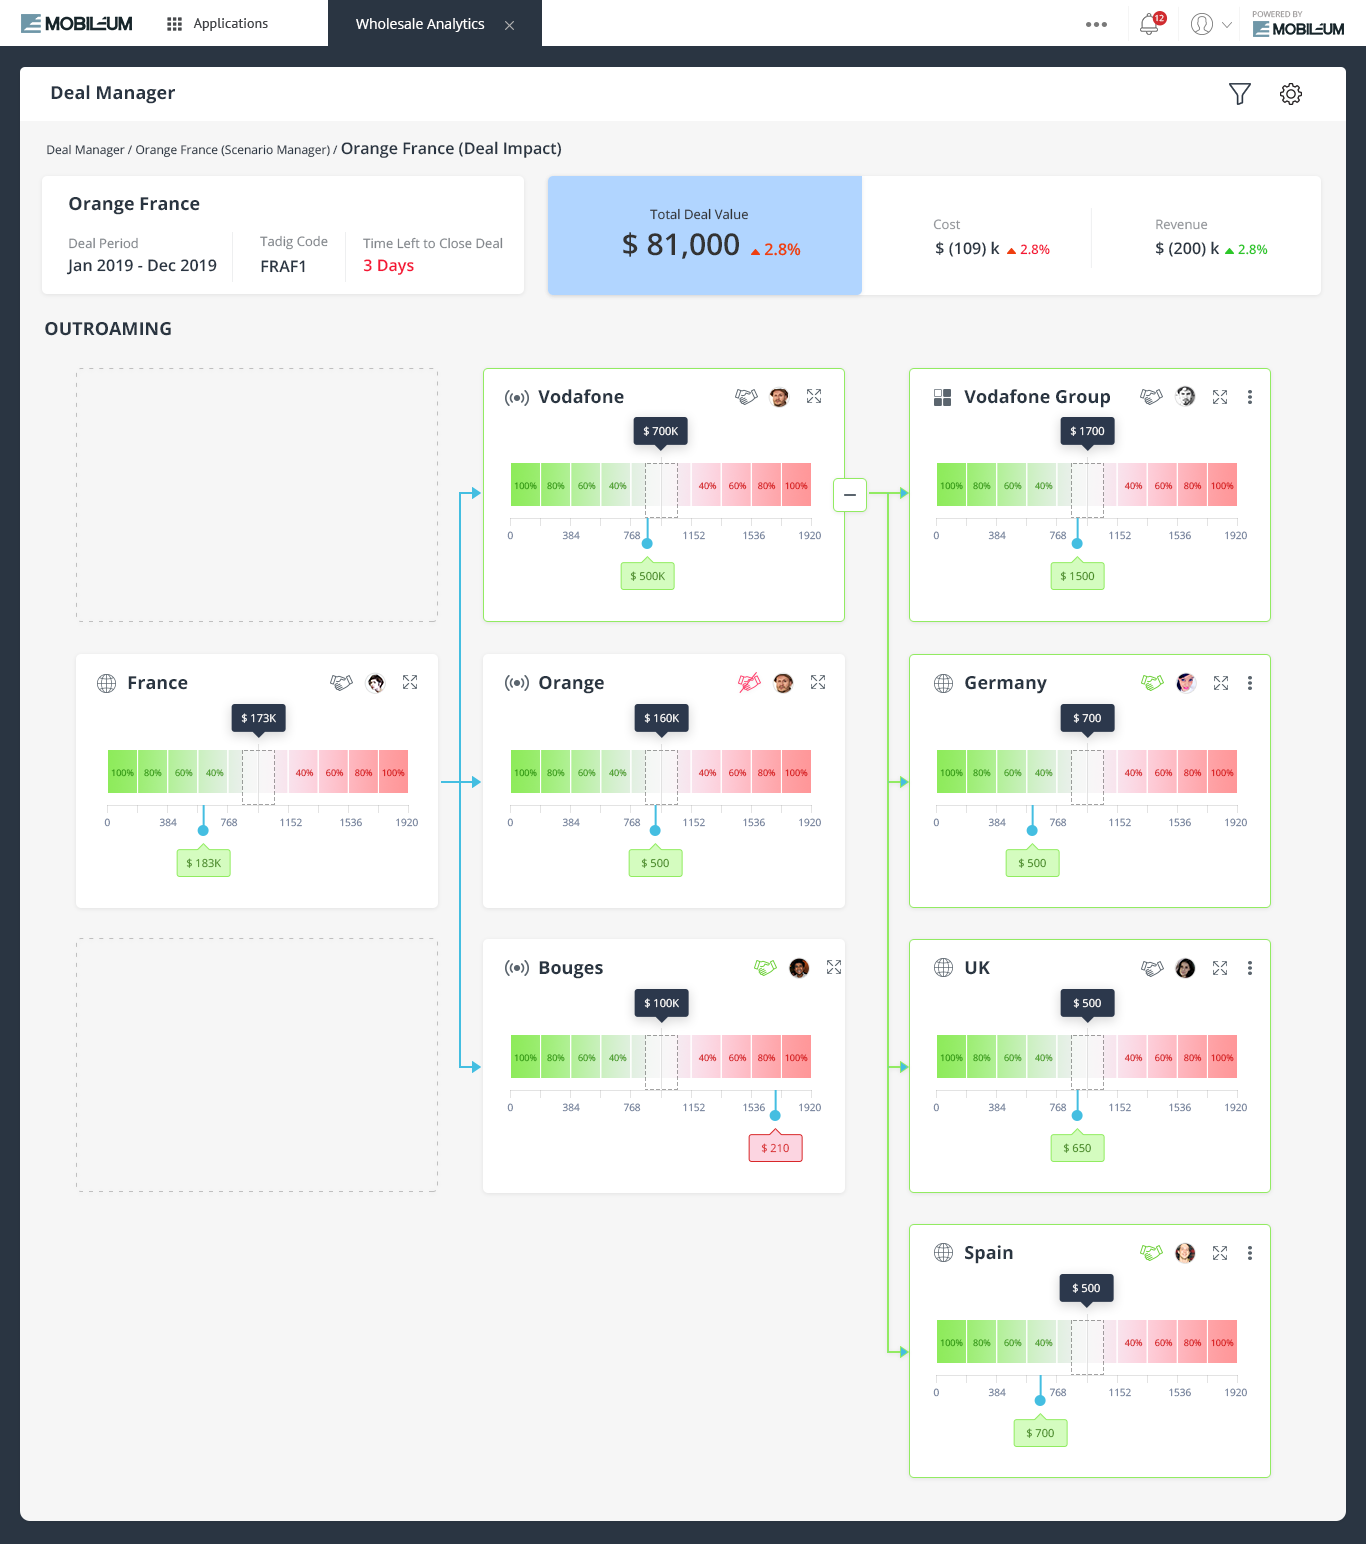 MOBILEUM
Applications
Wholesale Analytics
12
POWERED BY
MOBILEUM
Deal Manager
Deal Manager / Orange France (Scenario Manager) / Orange France (Deal Impact)
Orange France
Deal Period
Jan 2019 - Dec 2019
Tadig Code
FRAF1
Time Left to Close Deal
3 Days
Total Deal Value
$ 81,000 2.8%
Cost
$ (109) k 2.8%
Revenue
$ (200) k 2.8%
OUTROAMING
Vodafone
$ 700K
100% 80% 60% 40% 40% 60% 80% 100%
0 384 768 1152 1536 1920
$ 500K
Vodafone Group
$ 1700
100% 80% 60% 40% 40% 60% 80% 100%
0 384 768 1152 1536 1920
$ 1500
France
$ 173K
100% 80% 60% 40% 40% 60% 80% 100%
0 384 768 1152 1536 1920
$ 183K
Orange
$ 160K
100% 80% 60% 40% 40% 60% 80% 100%
0 384 768 1152 1536 1920
$ 500
Germany
$ 700
100% 80% 60% 40% 40% 60% 80% 100%
0 384 768 1152 1536 1920
$ 500
Bouges
$ 100K
100% 80% 60% 40% 40% 60% 80% 100%
0 384 768 1152 1536 1920
$ 210
UK
$ 500
100% 80% 60% 40% 40% 60% 80% 100%
0 384 768 1152 1536 1920
$ 650
Spain
$ 500
100% 80% 60% 40% 40% 60% 80% 100%
0 384 768 1152 1536 1920
$ 700